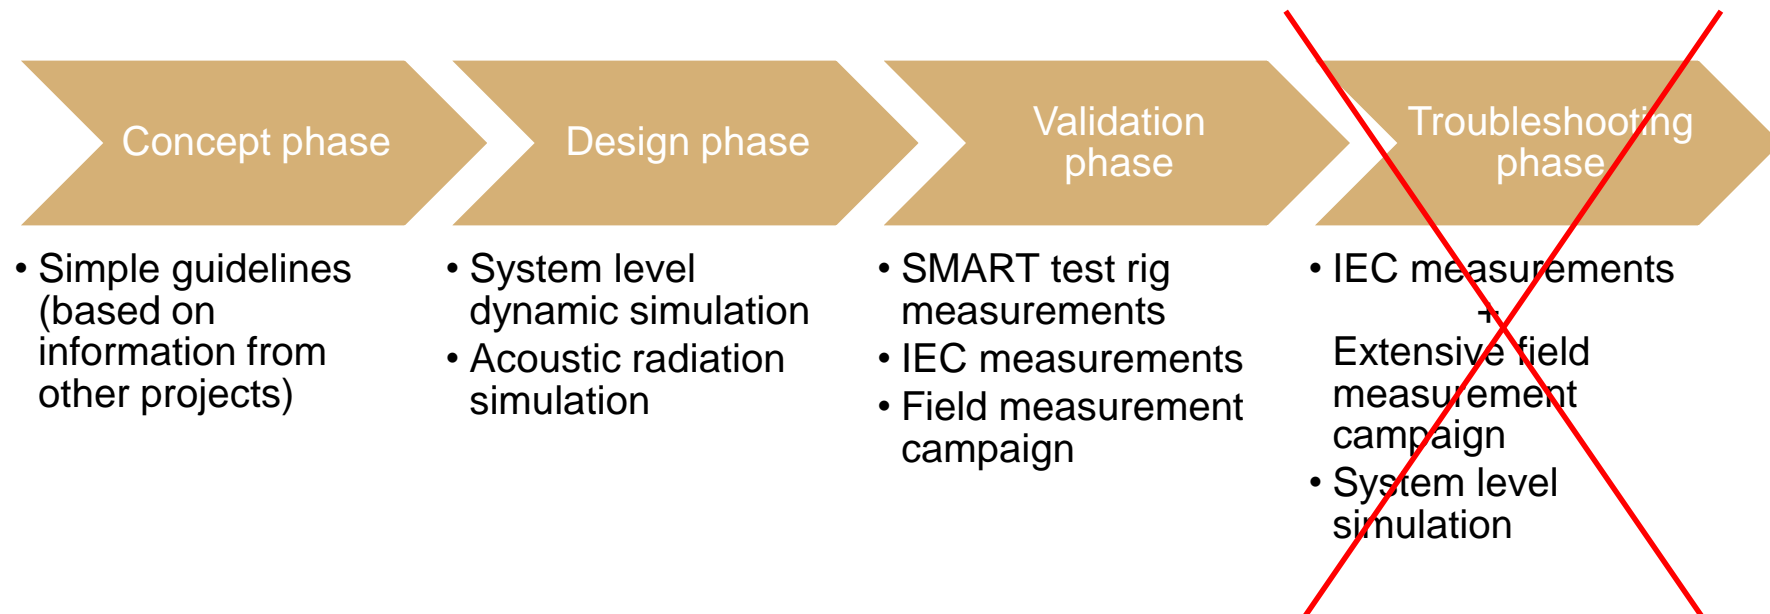 Concept phase
Design phase
Validation
phase
Troubleshooting
phase
• Simple guidelines
(based on
information from
other projects)
• System level
dynamic simulation
• Acoustic radiation
simulation
• SMART test rig
measurements
• IEC measurements
• Field measurement
campaign
• IEC measurements
+
Extensive field
measurement
campaign
• System level
simulation